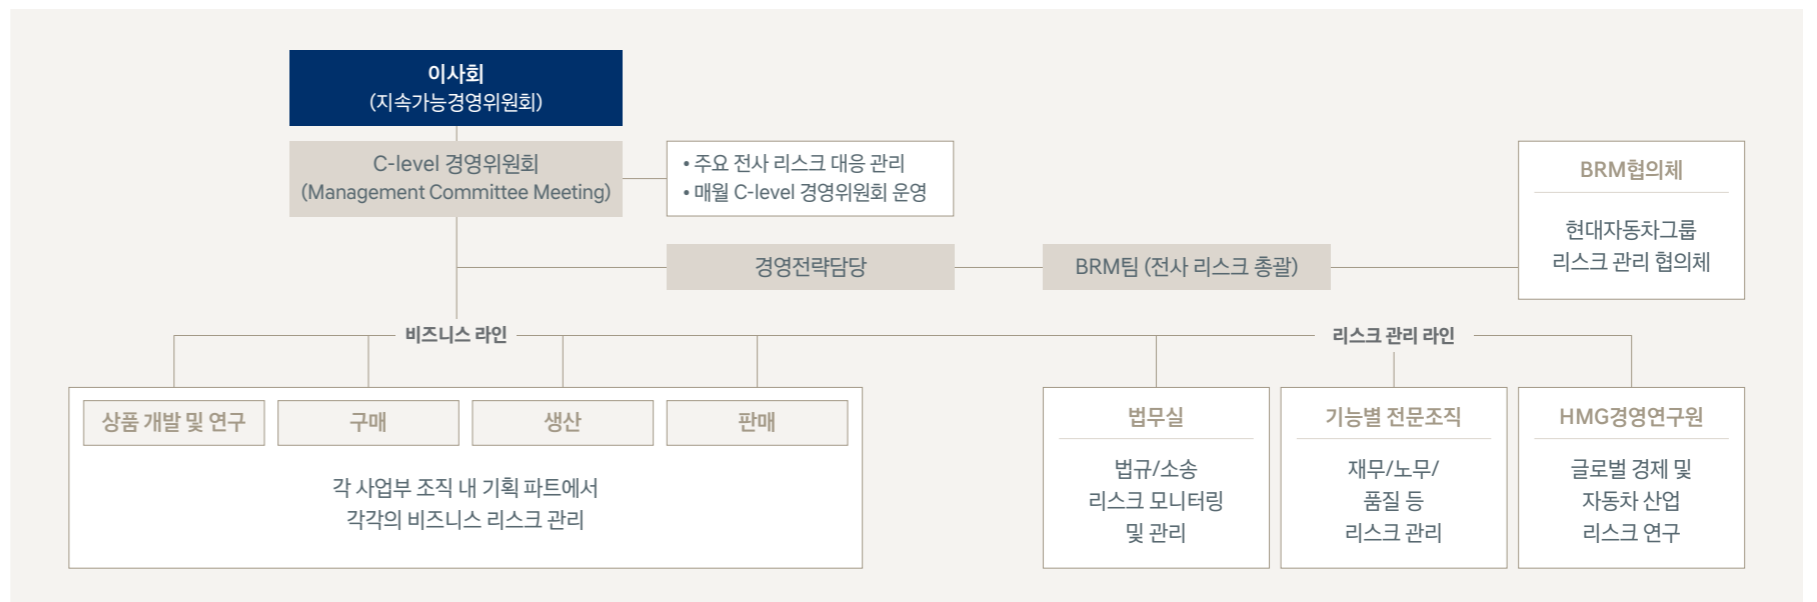 이사회
(지속가능경영위원회)
C-level 경영위원회
(Management Committee Meeting)
• 주요 전사 리스크 대응 관리
• 매월 C-level 경영위원회 운영
BRM협의체
현대자동차그룹
리스크 관리 협의체
경영전략담당
BRM팀 (전사 리스크 총괄)
비즈니스 라인
리스크 관리 라인
상품 개발 및 연구
구매
생산
판매
각 사업부 조직 내 기획 파트에서
각각의 비즈니스 리스크 관리
법무실
법규/소송
리스크 모니터링
및 관리
기능별 전문조직
재무/노무/
품질 등
리스크 관리
HMG경영연구원
글로벌 경제 및
자동차 산업
리스크 연구